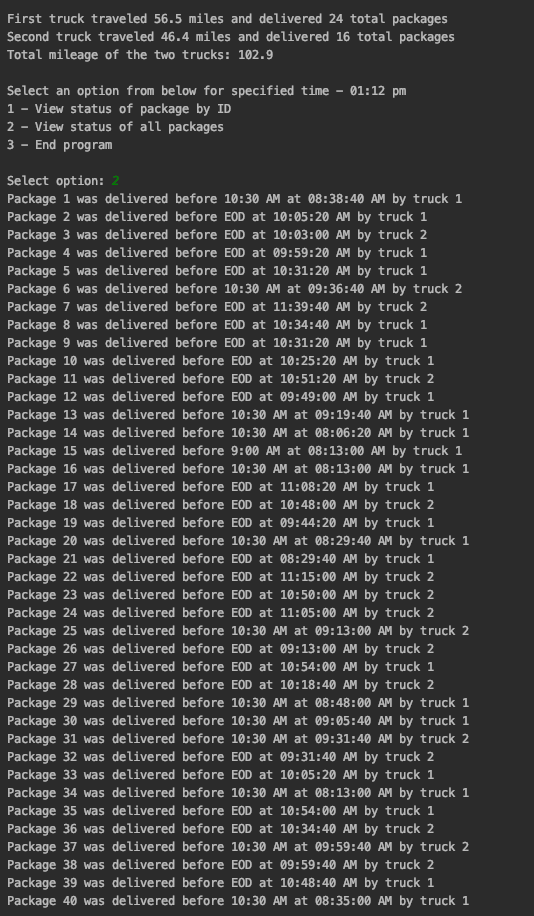 First truck traveled 56.5 miles and delivered 24 total packages
Second truck traveled 46.4 miles and delivered 16 total packages
Total mileage of the two trucks: 102.9
Select an option from below for specified time - 01:12 pm
1 - View status of package by ID
2 - View status of all packages
3 - End program
Select option: 2
Package 1 was delivered before 10:30 AM at 08:38:40 AM by truck 1
Package 2 was delivered before EOD at 10:05:20 AM by truck 1
Package 3 was delivered before EOD at 10:03:00 AM by truck 2
Package 4 was delivered before EOD at 09:59:20 AM by truck 1
Package 5 was delivered before EOD at 10:31:20 AM by truck 1
Package 6 was delivered before 10:30 AM at 09:36:40 AM by truck 2
Package 7 was delivered before EOD at 11:39:40 AM by truck 2
Package 8 was delivered before EOD at 10:34:40 AM by truck 1
Package 9 was delivered before EOD at 10:31:20 AM by truck 1
Package 10 was delivered before EOD at 10:25:20 AM by truck 1
Package 11 was delivered before EOD at 10:51:20 AM by truck 2
Package 12 was delivered before EOD at 09:49:00 AM by truck 1
Package 13 was delivered before 10:30 AM at 09:19:40 AM by truck 1
Package 14 was delivered before 10:30 AM at 08:06:20 AM by truck 1
Package 15 was delivered before 9:00 AM at 08:13:00 AM by truck 1
Package 16 was delivered before 10:30 AM at 08:13:00 AM by truck 1
Package 17 was delivered before EOD at 11:08:20 AM by truck 1
Package 18 was delivered before EOD at 10:48:00 AM by truck 2
Package 19 was delivered before EOD at 09:44:20 AM by truck 1
Package 20 was delivered before 10:30 AM at 08:29:40 AM by truck 1
Package 21 was delivered before EOD at 08:29:40 AM by truck 1
Package 22 was delivered before EOD at 11:15:00 AM by truck 2
Package 23 was delivered before EOD at 10:50:00 AM by truck 2
Package 24 was delivered before EOD at 11:05:00 AM by truck 2
Package 25 was delivered before 10:30 AM at 09:13:00 AM by truck 2
Package 26 was delivered before EOD at 09:13:00 AM by truck 2
Package 27 was delivered before EOD at 10:54:00 AM by truck 1
Package 28 was delivered before EOD at 10:18:40 AM by truck 2
Package 29 was delivered before 10:30 AM at 08:48:00 AM by truck 1
Package 30 was delivered before 10:30 AM at 09:05:40 AM by truck 1
Package 31 was delivered before 10:30 AM at 09:31:40 AM by truck 2
Package 32 was delivered before EOD at 09:31:40 AM by truck 2
Package 33 was delivered before EOD at 10:05:20 AM by truck 1
Package 34 was delivered before 10:30 AM at 08:13:00 AM by truck 1
Package 35 was delivered before EOD at 10:54:00 AM by truck 1
Package 36 was delivered before EOD at 10:34:40 AM by truck 2
Package 37 was delivered before 10:30 AM at 09:59:40 AM by truck 2
Package 38 was delivered before EOD at 09:59:40 AM by truck 2
Package 39 was delivered before EOD at 10:48:40 AM by truck 1
Package 40 was delivered before 10:30 AM at 08:35:00 AM by truck 1